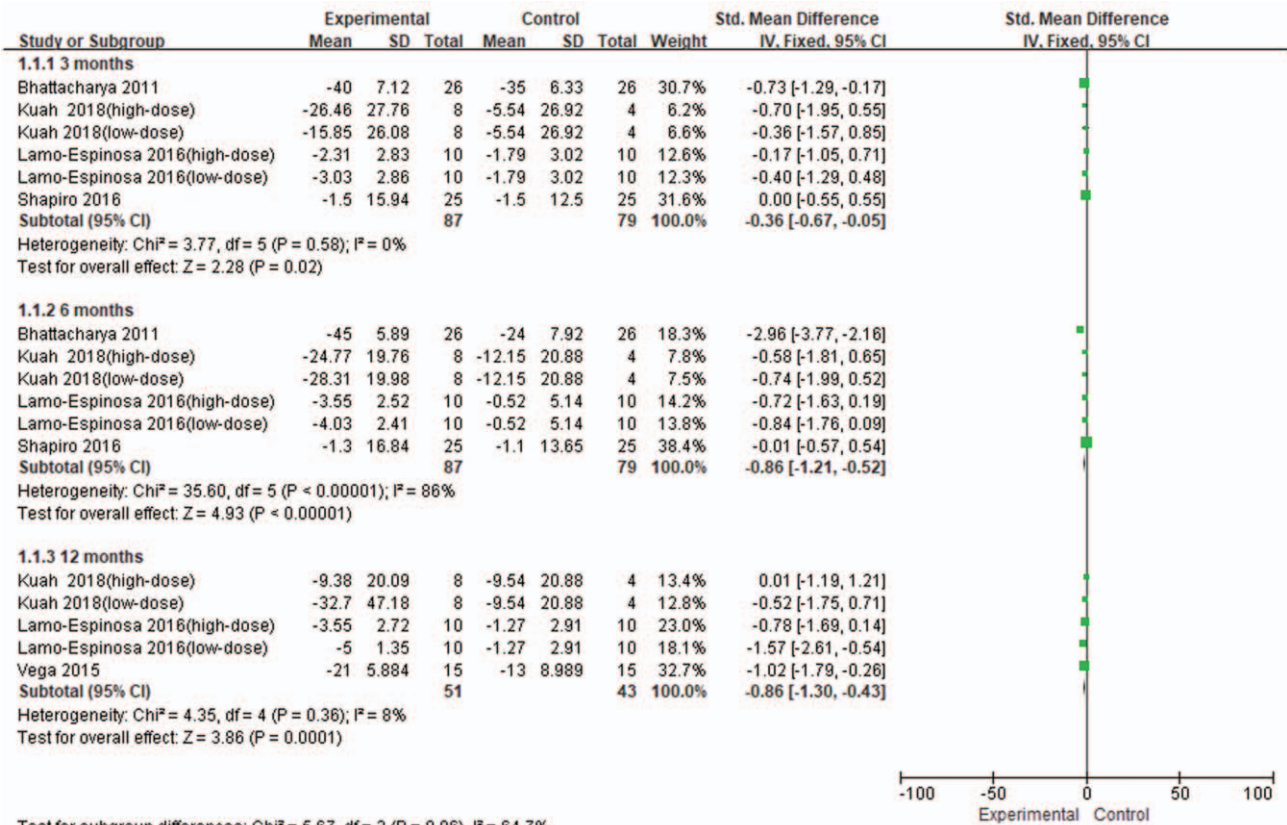 Experimental Control Std. Mean Difference Std. Mean Difference
Study or Subgroup Mean SD Total Mean SD Total Weight IV, Fixed, 95% CI IV, Fixed, 95% CI
1.1.1 3 months
Bhattacharya 2011 -40 7.12 26 -35 6.33 26 30.7% -0.73 [-1.29, -0.17]
Kuah 2018(high-dose) -26.46 27.76 8 -5.54 26.92 4 6.2% -0.70 [-1.95, 0.55]
Kuah 2018(low-dose) -15.85 26.08 8 -5.54 26.92 4 6.6% -0.36 [-1.57, 0.85]
Lamo-Espinosa 2016(high-dose) -2.31 2.83 10 -1.79 3.02 10 12.6% -0.17 [-1.05, 0.71]
Lamo-Espinosa 2016(low-dose) -3.03 2.86 10 -1.79 3.02 10 12.3% -0.40 [-1.29, 0.48]
Shapiro 2016 -1.5 15.94 25 -1.5 12.5 25 31.6% 0.00 [-0.55, 0.55]
Subtotal (95% CI) 87 79 100.0% -0.36 [-0.67, -0.05]
Heterogeneity: Chi² = 3.77, df = 5 (P = 0.58); I² = 0%
Test for overall effect: Z = 2.28 (P = 0.02)
1.1.2 6 months
Bhattacharya 2011 -45 5.89 26 -24 7.92 26 18.3% -2.96 [-3.77, -2.16]
Kuah 2018(high-dose) -24.77 19.76 8 -12.15 20.88 4 7.8% -0.58 [-1.81, 0.65]
Kuah 2018(low-dose) -28.31 19.98 8 -12.15 20.88 4 7.5% -0.74 [-1.99, 0.52]
Lamo-Espinosa 2016(high-dose) -3.55 2.52 10 -0.52 5.14 10 14.2% -0.72 [-1.63, 0.19]
Lamo-Espinosa 2016(low-dose) -4.03 2.41 10 -0.52 5.14 10 13.8% -0.84 [-1.76, 0.09]
Shapiro 2016 -1.3 16.84 25 -1.1 13.65 25 38.4% -0.01 [-0.57, 0.54]
Subtotal (95% CI) 87 79 100.0% -0.86 [-1.21, -0.52]
Heterogeneity: Chi² = 35.60, df = 5 (P < 0.00001); I² = 86%
Test for overall effect: Z = 4.93 (P < 0.00001)
1.1.3 12 months
Kuah 2018(high-dose) -9.38 20.09 8 -9.54 20.88 4 13.4% 0.01 [-1.19, 1.21]
Kuah 2018(low-dose) -32.7 47.18 8 -9.54 20.88 4 12.8% -0.52 [-1.75, 0.71]
Lamo-Espinosa 2016(high-dose) -3.55 2.72 10 -1.27 2.91 10 23.0% -0.78 [-1.69, 0.14]
Lamo-Espinosa 2016(low-dose) -5 1.35 10 -1.27 2.91 10 18.1% -1.57 [-2.61, -0.54]
Vega 2015 -21 5.884 15 -13 8.989 15 32.7% -1.02 [-1.79, -0.26]
Subtotal (95% CI) 51 43 100.0% -0.86 [-1.30, -0.43]
Heterogeneity: Chi² = 4.35, df = 4 (P = 0.36); I² = 8%
Test for overall effect: Z = 3.86 (P = 0.0001)
-100 -50 0 50 100
Experimental Control
Test for subgroup differences: Chi² = 5.67, df = 2 (P = 0.06), I² = 64.7%